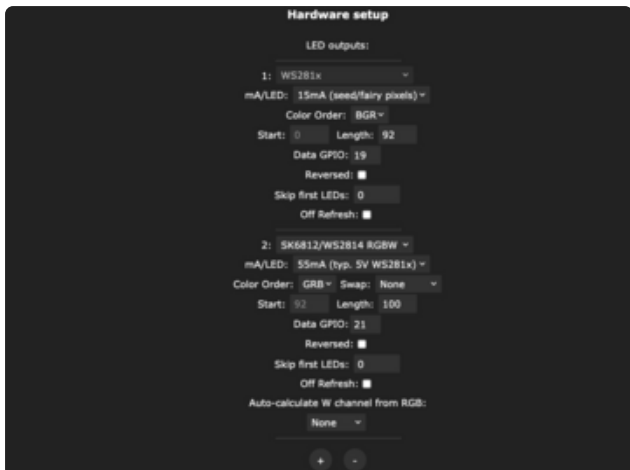 Hardware setup
LED outputs:
1: WS281x
mA/LED: 15mA (seed/fairy pixels)
Color Order: BGR
Start: 0 Length: 92
Data GPIO: 19
Reversed:
Skip first LEDs: 0
Off Refresh:
2: SK6812/WS2814 RGBW
mA/LED: 55mA (typ. 5V WS281x)
Color Order: GRB Swap: None
Start: 92 Length: 100
Data GPIO: 21
Reversed:
Skip first LEDs: 0
Off Refresh:
Auto-calculate W channel from RGB:
None
+ -